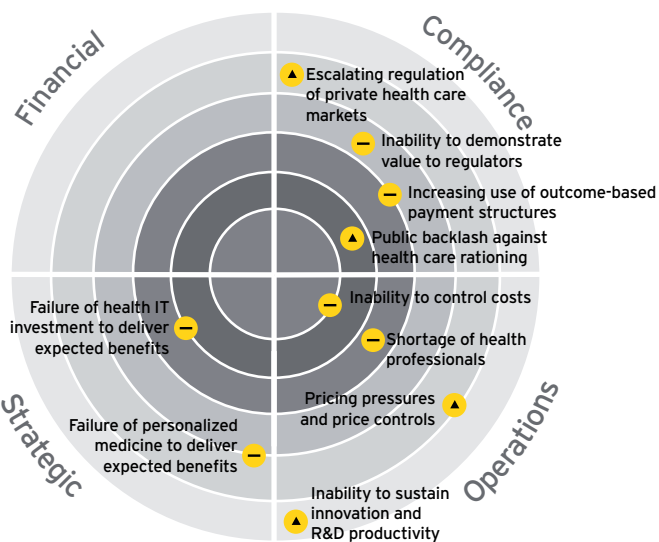 Financial
Compliance
Escalating regulation
of private health care
markets
Inability to demonstrate
value to regulators
Increasing use of outcome-based
payment structures
Public backlash against
health care rationing
Inability to control costs
Failure of health IT
investment to deliver
expected benefits
Shortage of health
professionals
Pricing pressures
and price controls
Strategic
Failure of personalized
medicine to deliver
expected benefits
Operations
Inability to sustain
innovation and
R&D productivity